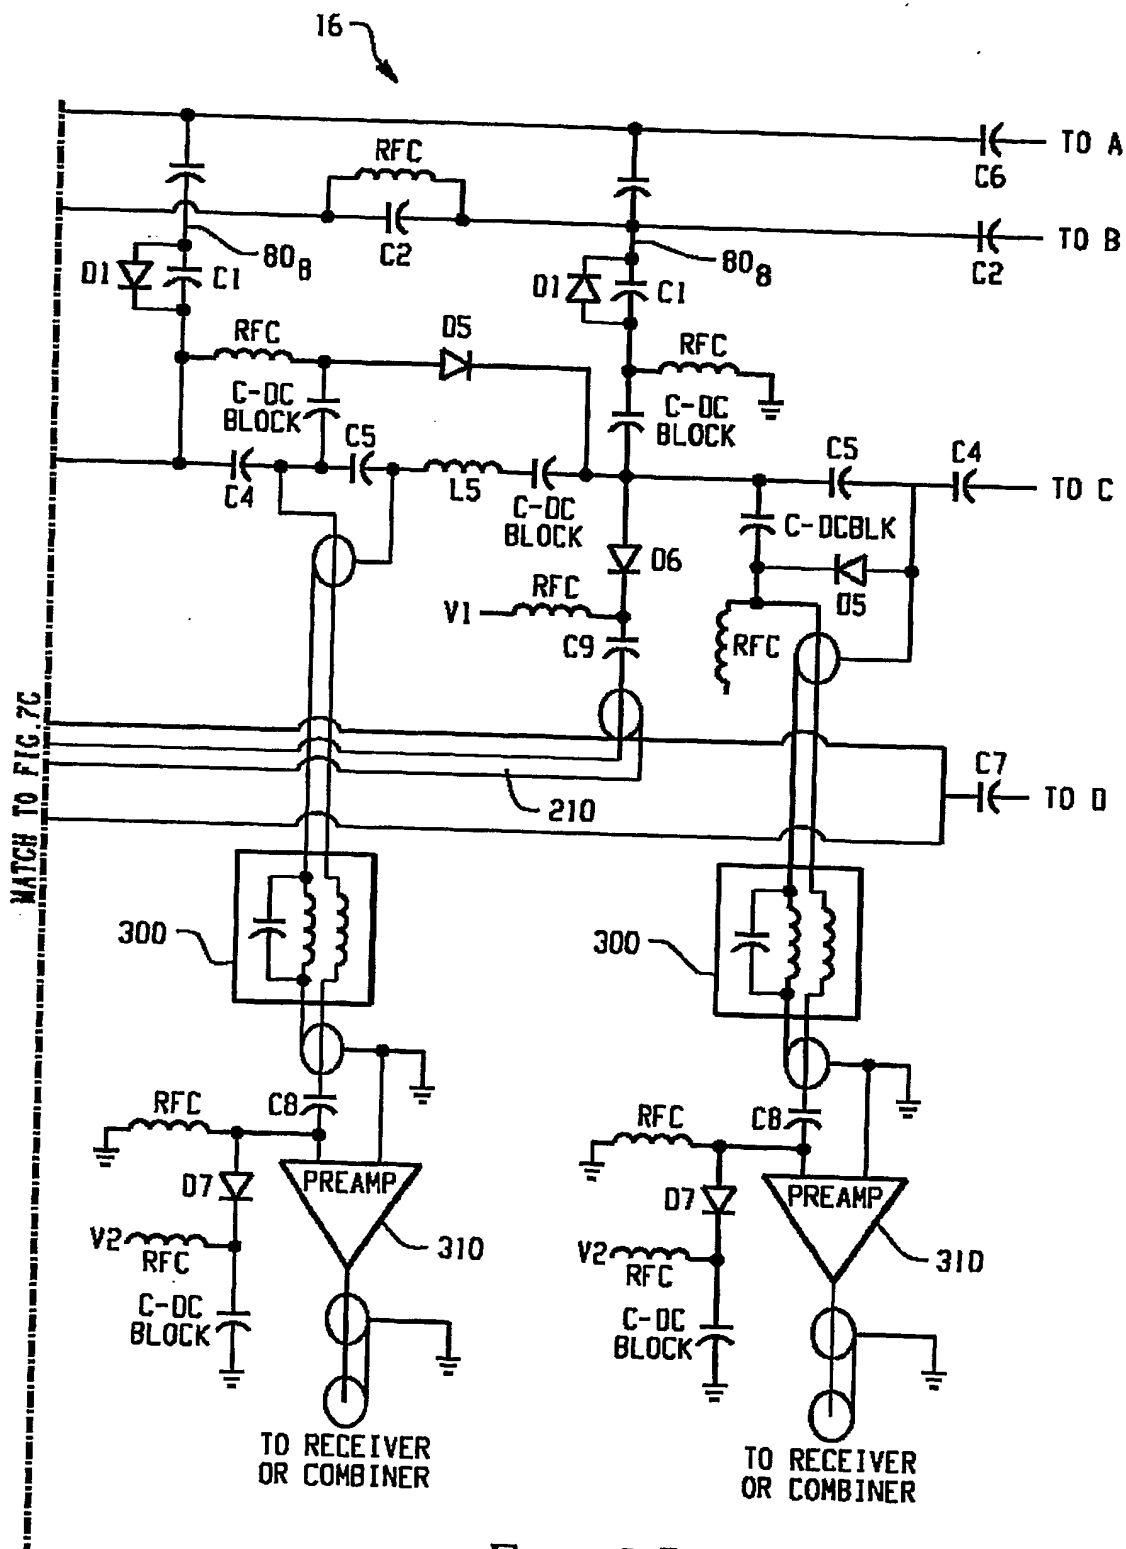 16
TO A
C6
RFC
C2
TO B
C2
80B
80B
D1
C1
D1
C1
RFC
D5
RFC
C-DC
BLOCK
C-DC
BLOCK
C5
C5
C4
C4
L5
C-DC
BLOCK
TO C
C-DCBLK
D6
D5
RFC
V1
C9
RFC
MATCH TO FIG.7C
210
C7
TO D
300
300
C8
RFC
C8
RFC
D7
PREAMP
D7
PREAMP
V2
RFC
310
V2
RFC
310
C-DC
BLOCK
C-DC
BLOCK
TO RECEIVER
OR COMBINER
TO RECEIVER
OR COMBINER